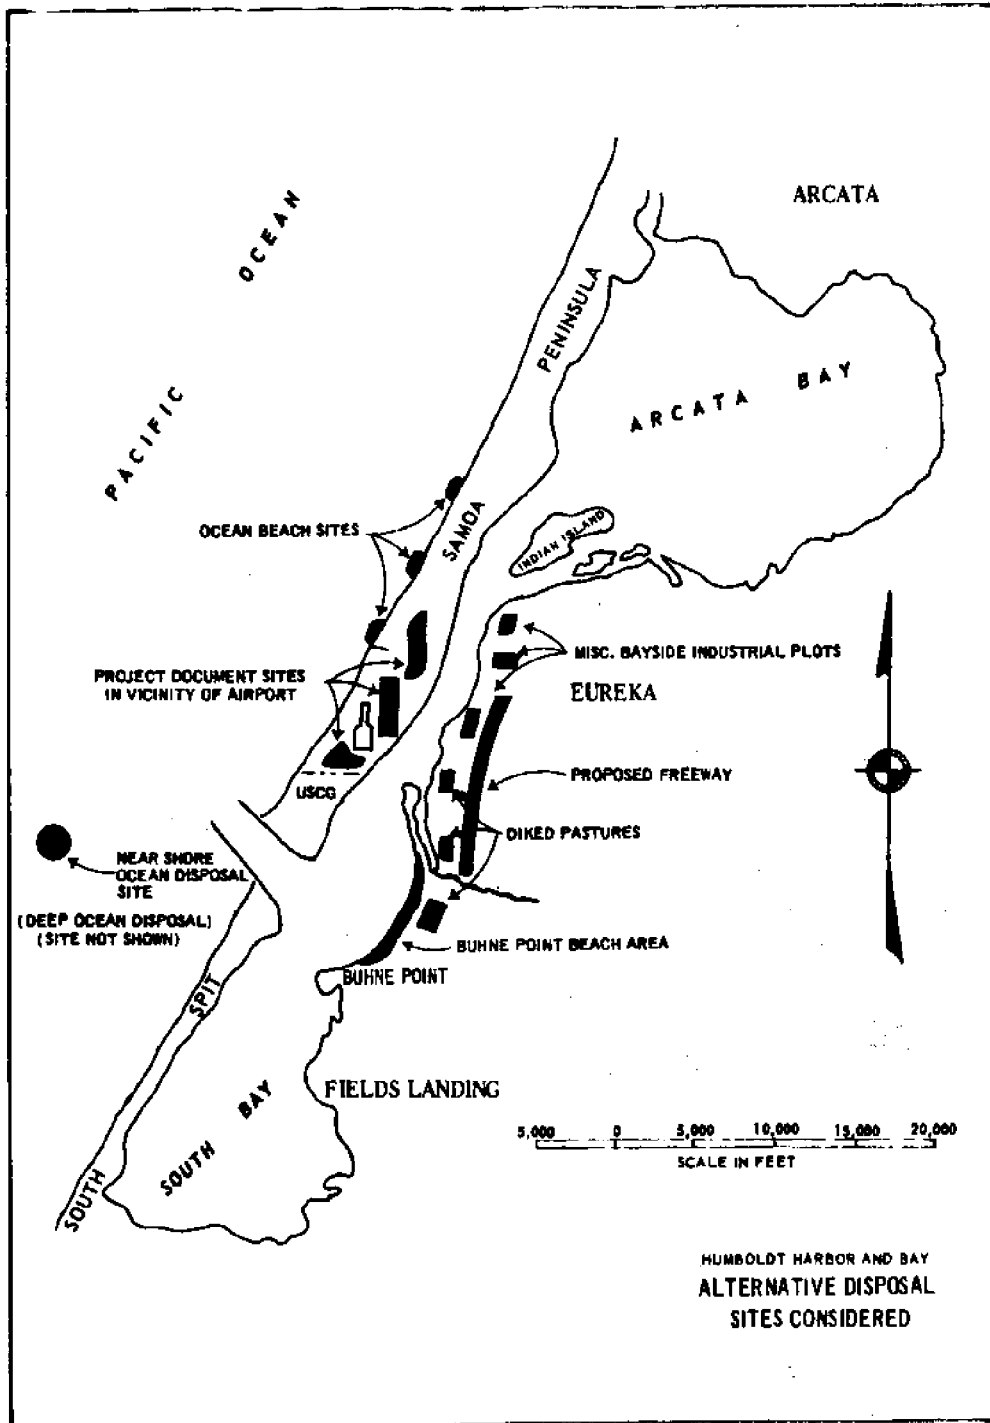 ARCATA
PACIFIC OCEAN
PENINSULA
ARCATA BAY
OCEAN BEACH SITES
SAMOA
INDIAN ISLAND
MISC. BAYSIDE INDUSTRIAL PLOTS
PROJECT DOCUMENT SITES
IN VICINITY OF AIRPORT
EUREKA
PROPOSED FREEWAY
USCG
DIKED PASTURES
NEAR SHORE
OCEAN DISPOSAL
SITE
(DEEP OCEAN DISPOSAL)
(SITE NOT SHOWN)
BUHNE POINT BEACH AREA
BUHNE POINT
SOUTH SPIT
FIELDS LANDING
SOUTH BAY
5,000 0 5,000 10,000 15,000 20,000
SCALE IN FEET
HUMBOLDT HARBOR AND BAY
ALTERNATIVE DISPOSAL
SITES CONSIDERED